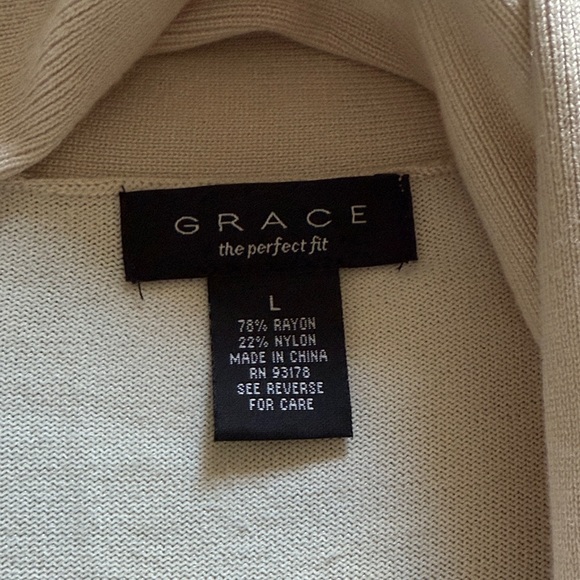 GRACE
the perfect fit
L
78% RAYON
22% NYLON
MADE IN CHINA
RN 93178
SEE REVERSE
FOR CARE